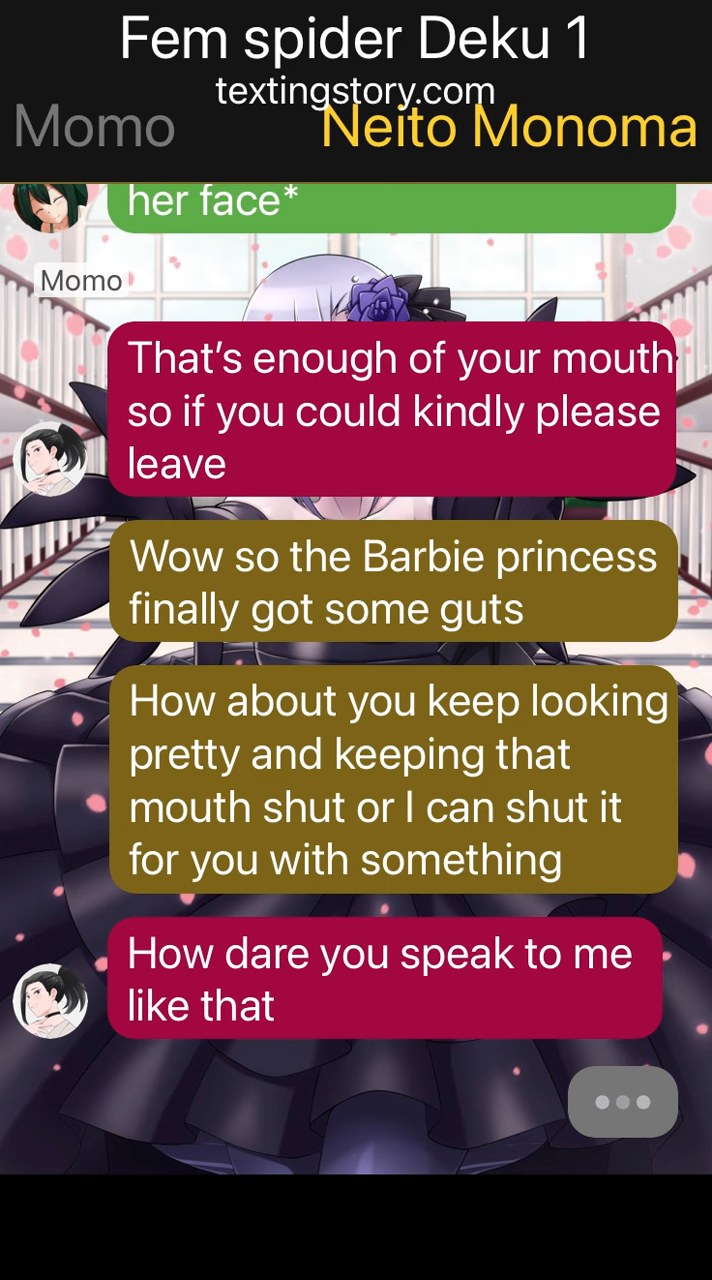 Fem spider Deku 1
textingstory.com
Momo
Neito Monoma
her face*
Momo
That’s enough of your mouth
so if you could kindly please
leave
Wow so the Barbie princess
finally got some guts
How about you keep looking
pretty and keeping that
mouth shut or I can shut it
for you with something
How dare you speak to me
like that